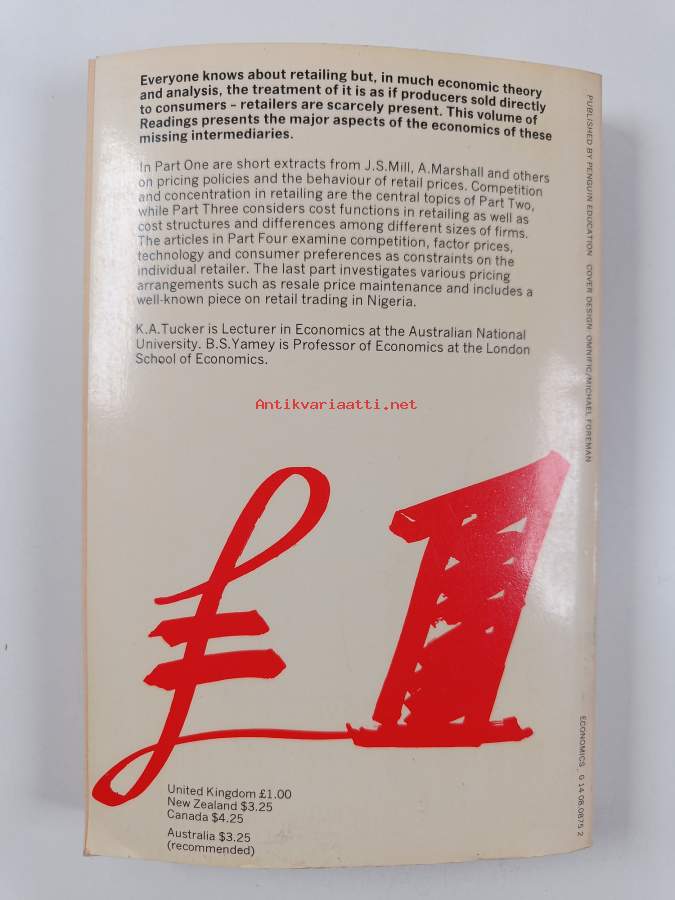 Everyone knows about retailing but, in much economic theory
and analysis, the treatment of it is as if producers sold directly
to consumers – retailers are scarcely present. This volume of
Readings presents the major aspects of the economics of these
missing intermediaries.
In Part One are short extracts from J.S.Mill, A.Marshall and others
on pricing policies and the behaviour of retail prices. Competition
and concentration in retailing are the central topics of Part Two,
while Part Three considers cost functions in retailing as well as
cost structures and differences among different sizes of firms.
The articles in Part Four examine competition, factor prices,
technology and consumer preferences as constraints on the
individual retailer. The last part investigates various pricing
arrangements such as resale price maintenance and includes a
well-known piece on retail trading in Nigeria.
K.A.Tucker is Lecturer in Economics at the Australian National
University. B.S.Yamey is Professor of Economics at the London
School of Economics.
Antikvariaatti.net
£1
United Kingdom £1.00
New Zealand $3.25
Canada $4.25
Australia $3.25
(recommended)
PUBLISHED BY PENGUIN EDUCATION COVER DESIGN OMNIFIC/MICHAEL FOREMAN
ECONOMICS 0 14 08.0875 2